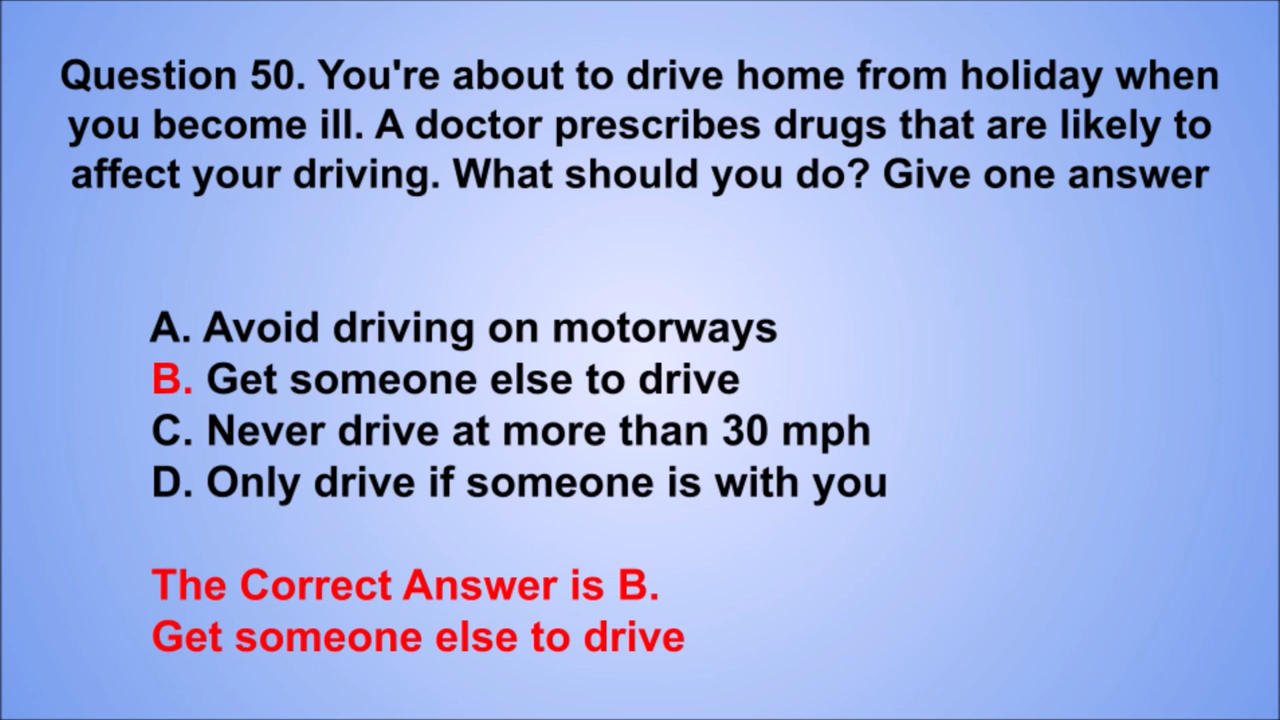 Question 50. You're about to drive home from holiday when
you become ill. A doctor prescribes drugs that are likely to
affect your driving. What should you do? Give one answer
A. Avoid driving on motorways
B. Get someone else to drive
C. Never drive at more than 30 mph
D. Only drive if someone is with you
The Correct Answer is B.
Get someone else to drive